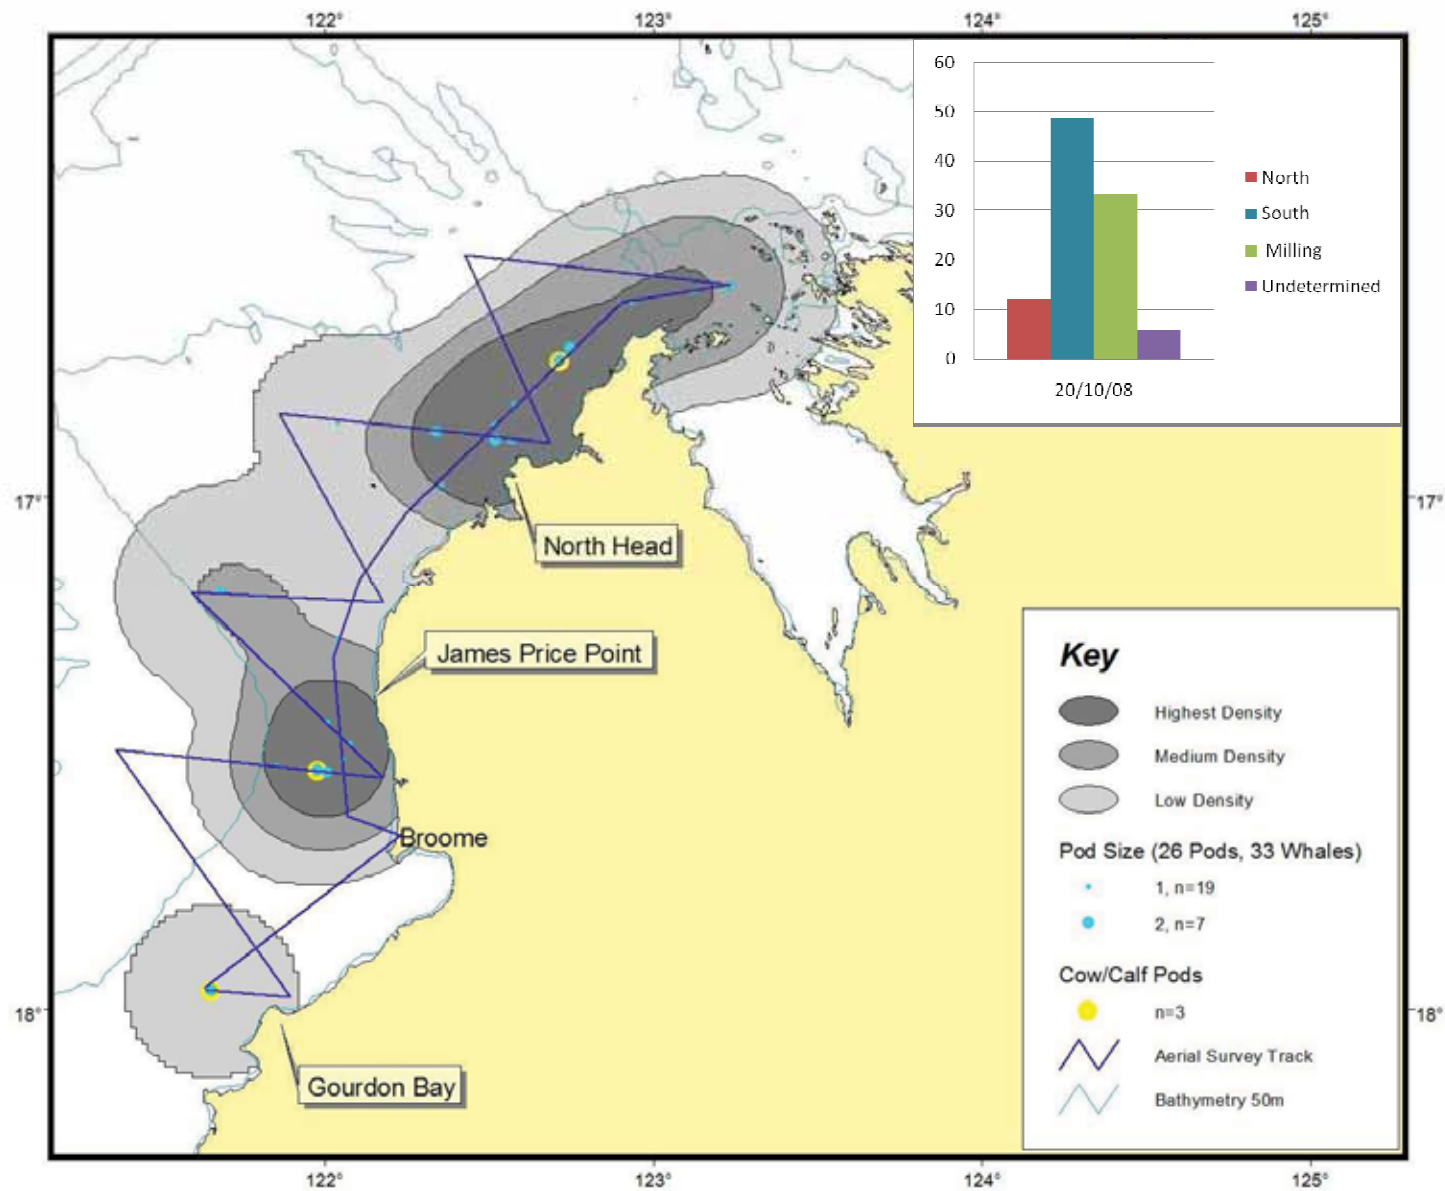 122°
123°
124°
125°
60
50
40
30
20
10
0
North
South
Milling
Undetermined
20/10/08
17°
17°
North Head
James Price Point
Broome
Gourdon Bay
18°
18°
Key
Highest Density
Medium Density
Low Density
Pod Size (26 Pods, 33 Whales)
1, n=19
2, n=7
Cow/Calf Pods
n=3
Aerial Survey Track
Bathymetry 50m
122°
123°
124°
125°